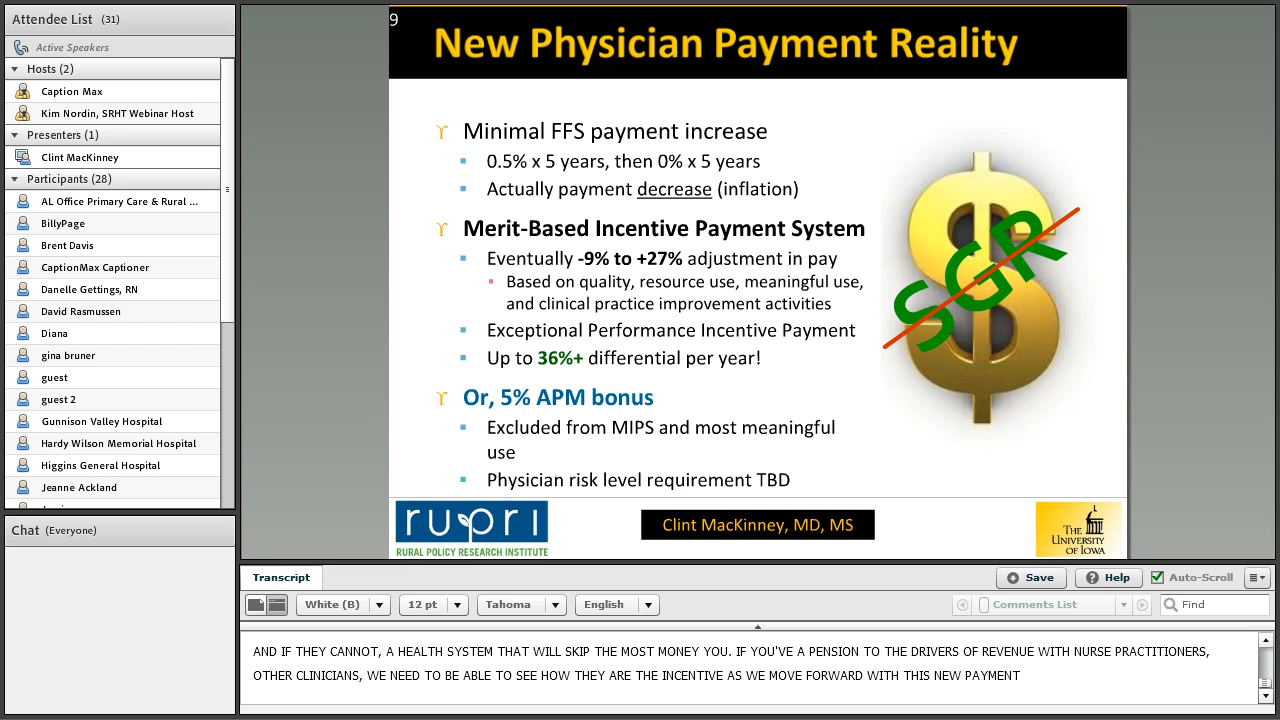 Attendee List (31)
Active Speakers
Hosts (2)
Caption Max
Kim Nordin, SRHT Webinar Host
Presenters (1)
Clint MacKinney
Participants (28)
AL Office Primary Care & Rural ...
BillyPage
Brent Davis
CaptionMax Captioner
Danelle Gettings, RN
David Rasmussen
Diana
gina bruner
guest
guest 2
Gunnison Valley Hospital
Hardy Wilson Memorial Hospital
Higgins General Hospital
Jeanne Ackland
Chat (Everyone)
9
New Physician Payment Reality
Minimal FFS payment increase
0.5% x 5 years, then 0% x 5 years
Actually payment decrease (inflation)
Merit-Based Incentive Payment System
Eventually -9% to +27% adjustment in pay
Based on quality, resource use, meaningful use,
and clinical practice improvement activities
Exceptional Performance Incentive Payment
Up to 36%+ differential per year!
Or, 5% APM bonus
Excluded from MIPS and most meaningful
use
Physician risk level requirement TBD
SGR
rupri
RURAL POLICY RESEARCH INSTITUTE
Clint MacKinney, MD, MS
THE
UNIVERSITY
OF IOWA
Transcript
Save
Help
Auto-Scroll
White (B)
12 pt
Tahoma
English
Comments List
Find
AND IF THEY CANNOT, A HEALTH SYSTEM THAT WILL SKIP THE MOST MONEY YOU. IF YOU'VE A PENSION TO THE DRIVERS OF REVENUE WITH NURSE PRACTITIONERS,
OTHER CLINICIANS, WE NEED TO BE ABLE TO SEE HOW THEY ARE THE INCENTIVE AS WE MOVE FORWARD WITH THIS NEW PAYMENT